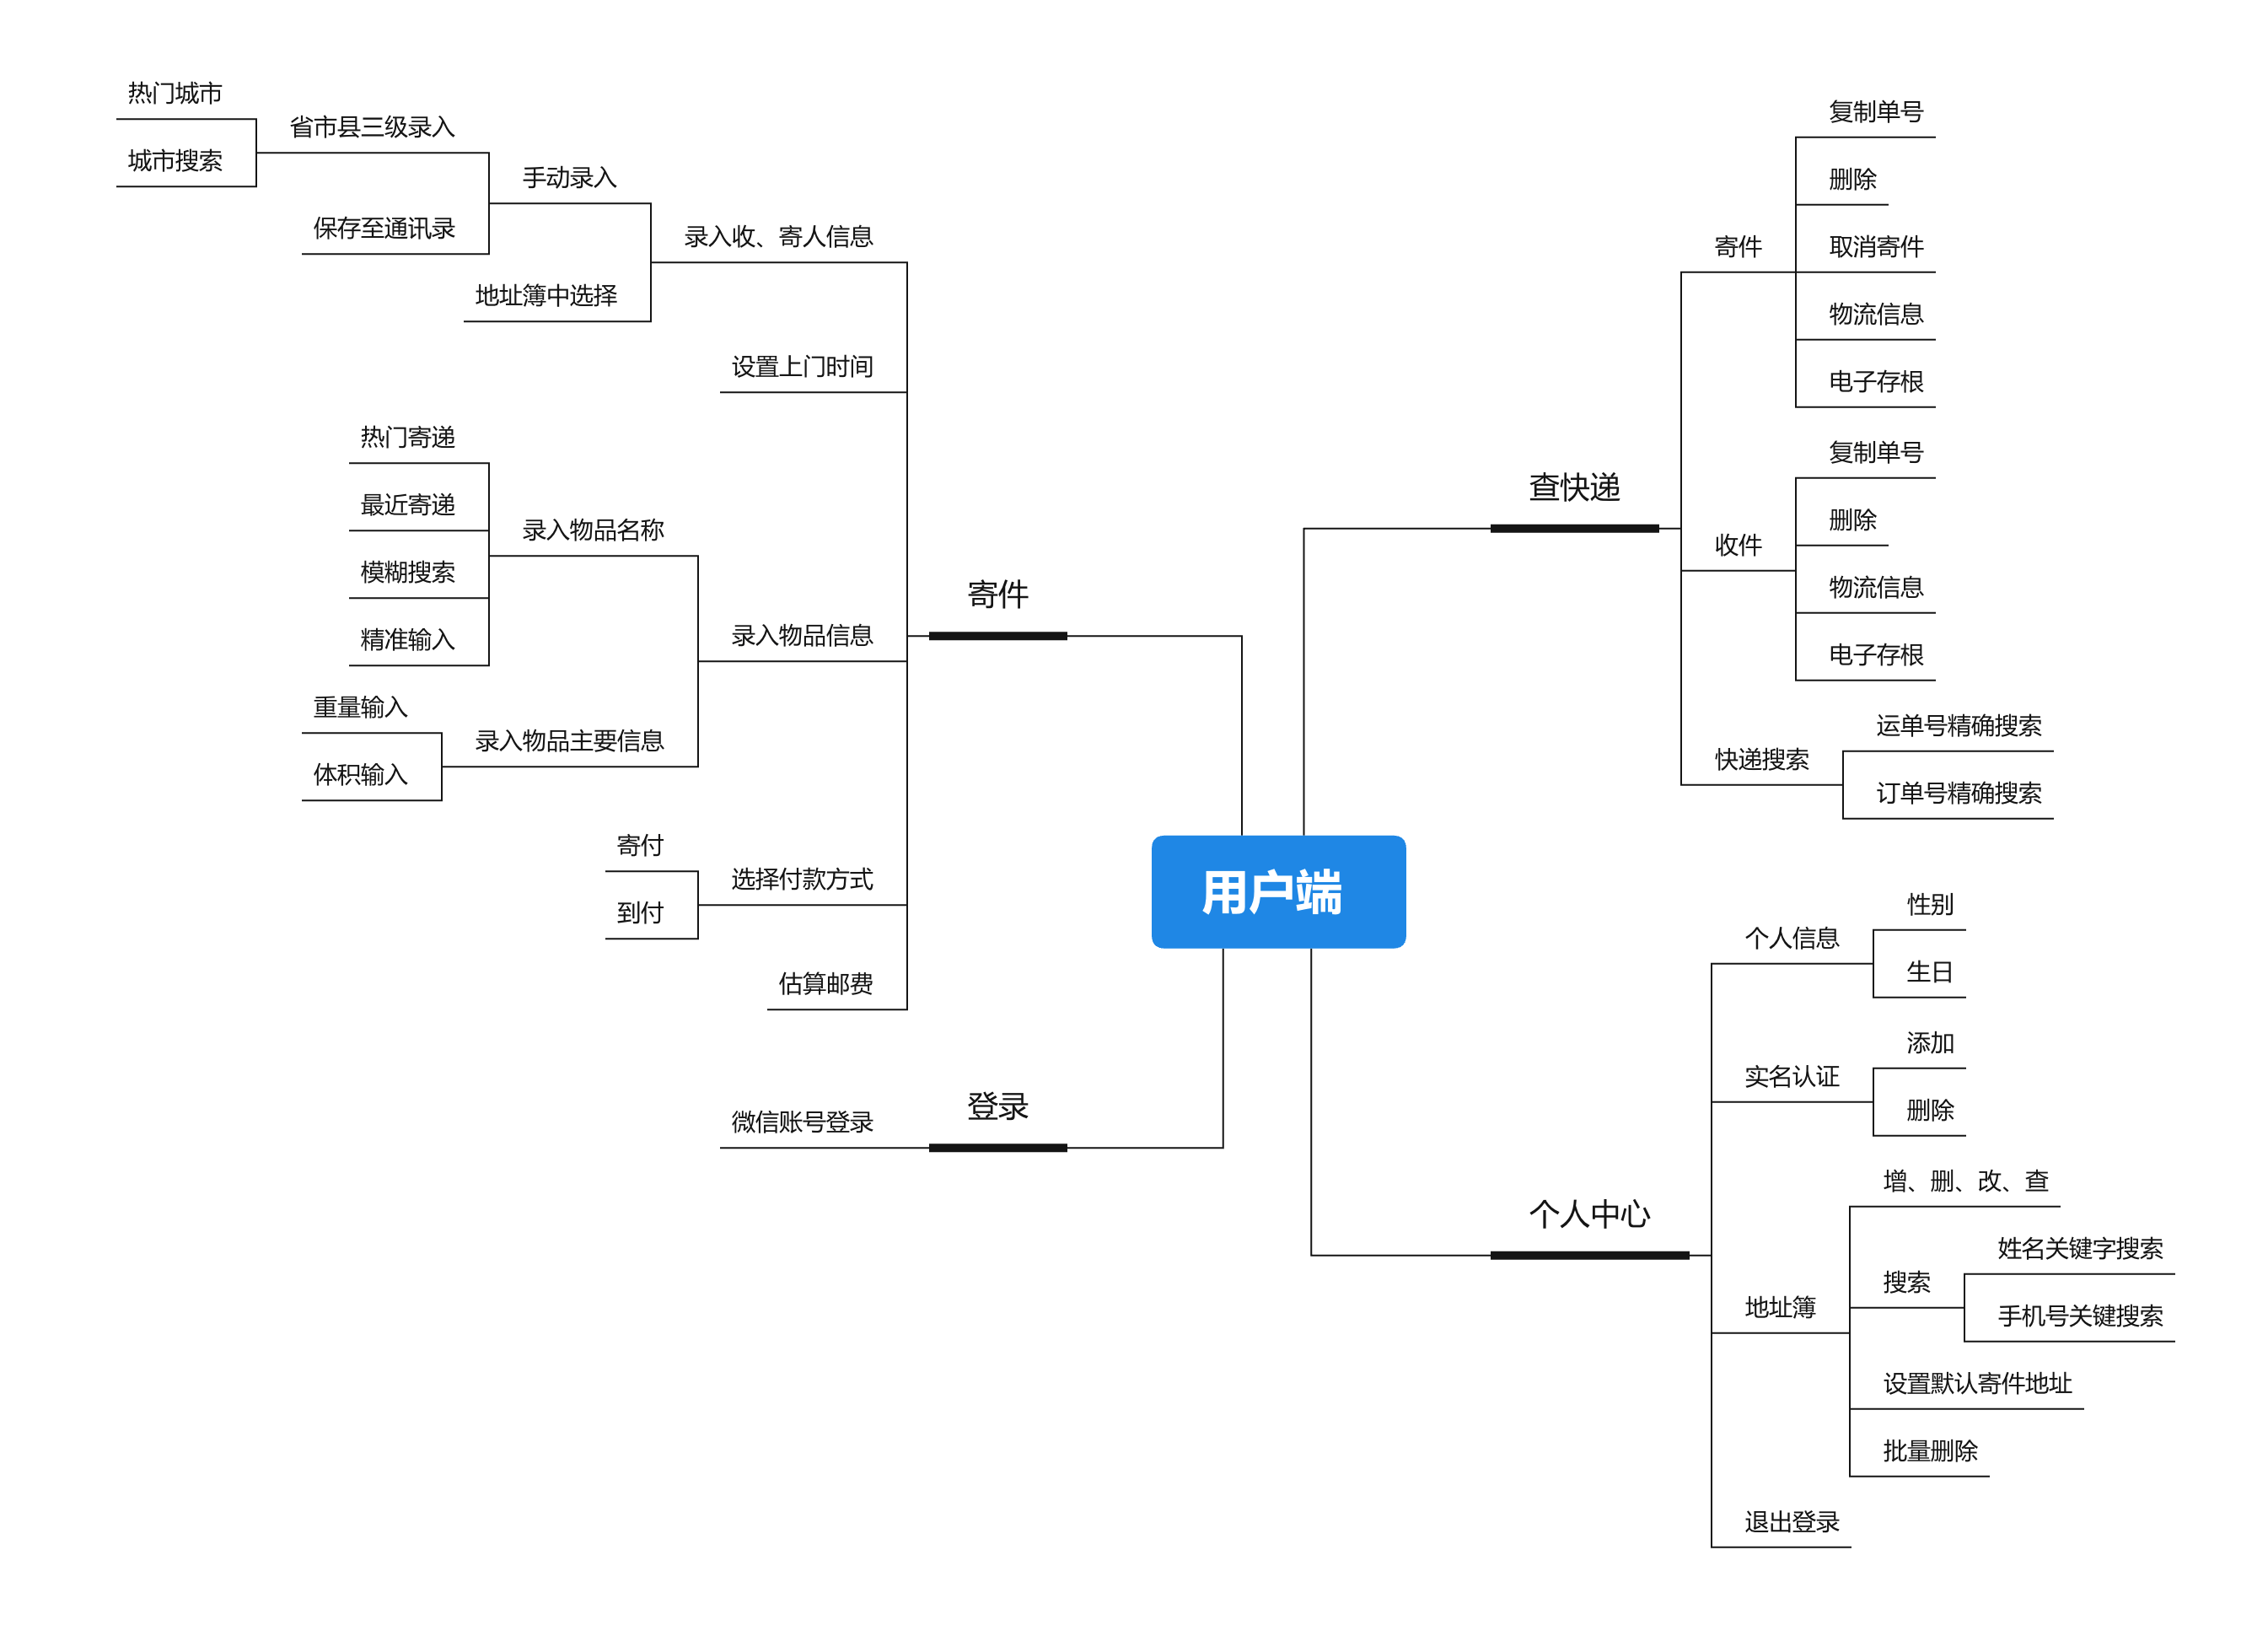 热门城市
城市搜索
省市县三级录入
保存至通讯录
手动录入
地址簿中选择
录入收、寄人信息
设置上门时间
热门寄递
最近寄递
模糊搜索
精准输入
录入物品名称
重量输入
体积输入
录入物品主要信息
录入物品信息
寄付
到付
选择付款方式
估算邮费
寄件
微信账号登录
登录
用户端
查快递
寄件
复制单号
删除
取消寄件
物流信息
电子存根
收件
复制单号
删除
物流信息
电子存根
快递搜索
运单号精确搜索
订单号精确搜索
个人中心
个人信息
性别
生日
实名认证
添加
删除
地址簿
增、删、改、查
搜索
姓名关键字搜索
手机号关键搜索
设置默认寄件地址
批量删除
退出登录